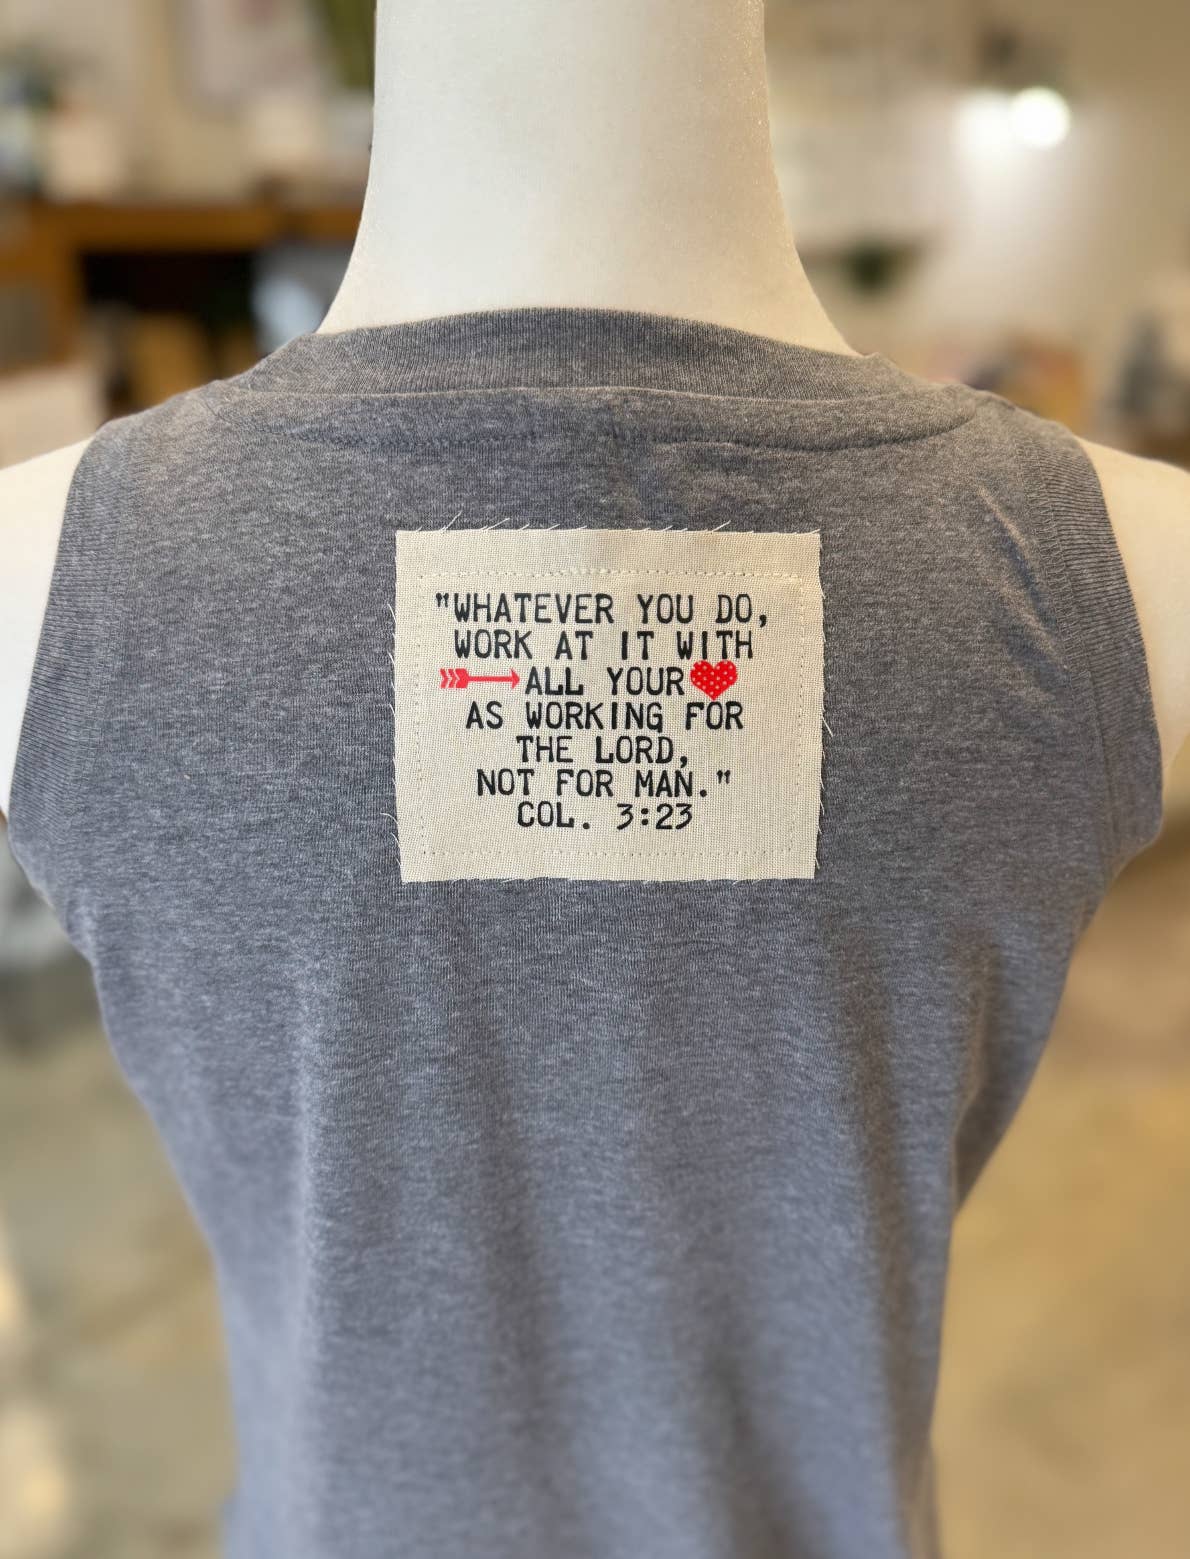 "WHATEVER YOU DO,
WORK AT IT WITH
ALL YOUR
AS WORKING FOR
THE LORD,
NOT FOR MAN."
COL. 3:23